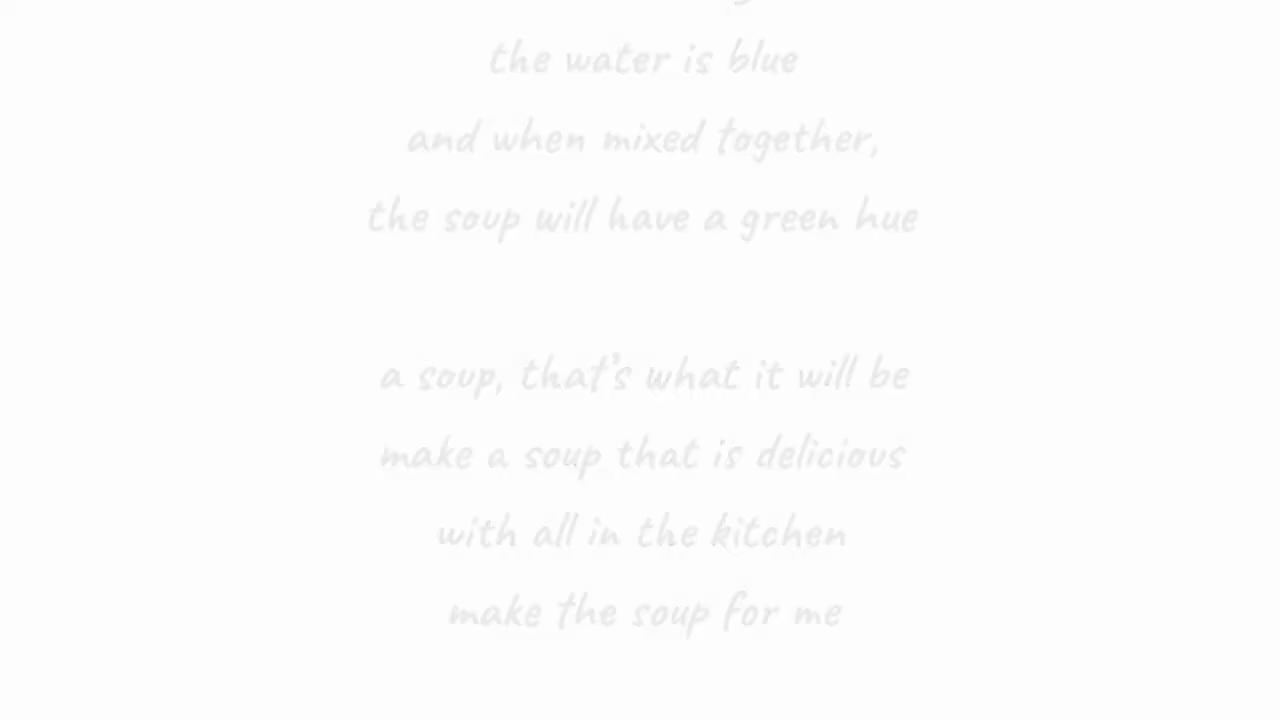 the water is blue
and when mixed together,
the soup will have a green hue
a soup, that's what it will be
make a soup that is delicious
with all in the kitchen
make the soup for me